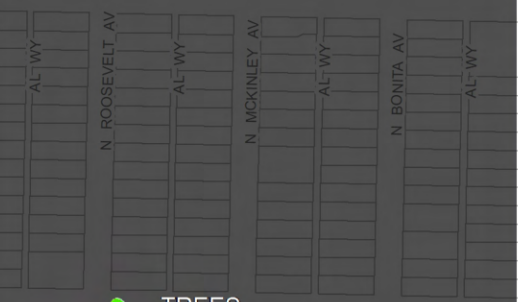 AL-WY
N ROOSEVELT AV
AL-WY
N MCKINLEY AV
AL-WY
N BONITA AV
AL-WY
TREES